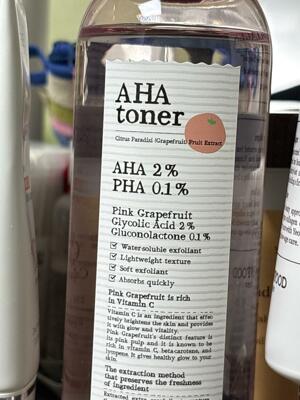 AHA
toner
Citrus Paradisi (Grapefruit) Fruit Extract
AHA 2%
PHA 0.1%
Pink Grapefruit
Glycolic Acid 2%
Gluconolactone 0.1%
Water soluble exfoliant
Lightweight texture
Soft exfoliant
Absorbs quickly
Pink Grapefruit is rich
in Vitamin C
Vitamin C is an ingredient that effec-
tively brightens the skin and provides
it with glow and vitality.
Pink Grapefruit's distinct feature is
its pink pulp and it is known to be
rich in vitamin C, beta-carotene, and
lycopene. It gives healthy glow to your
skin.
The extraction method
that preserves the freshness
of ingredient
OOD